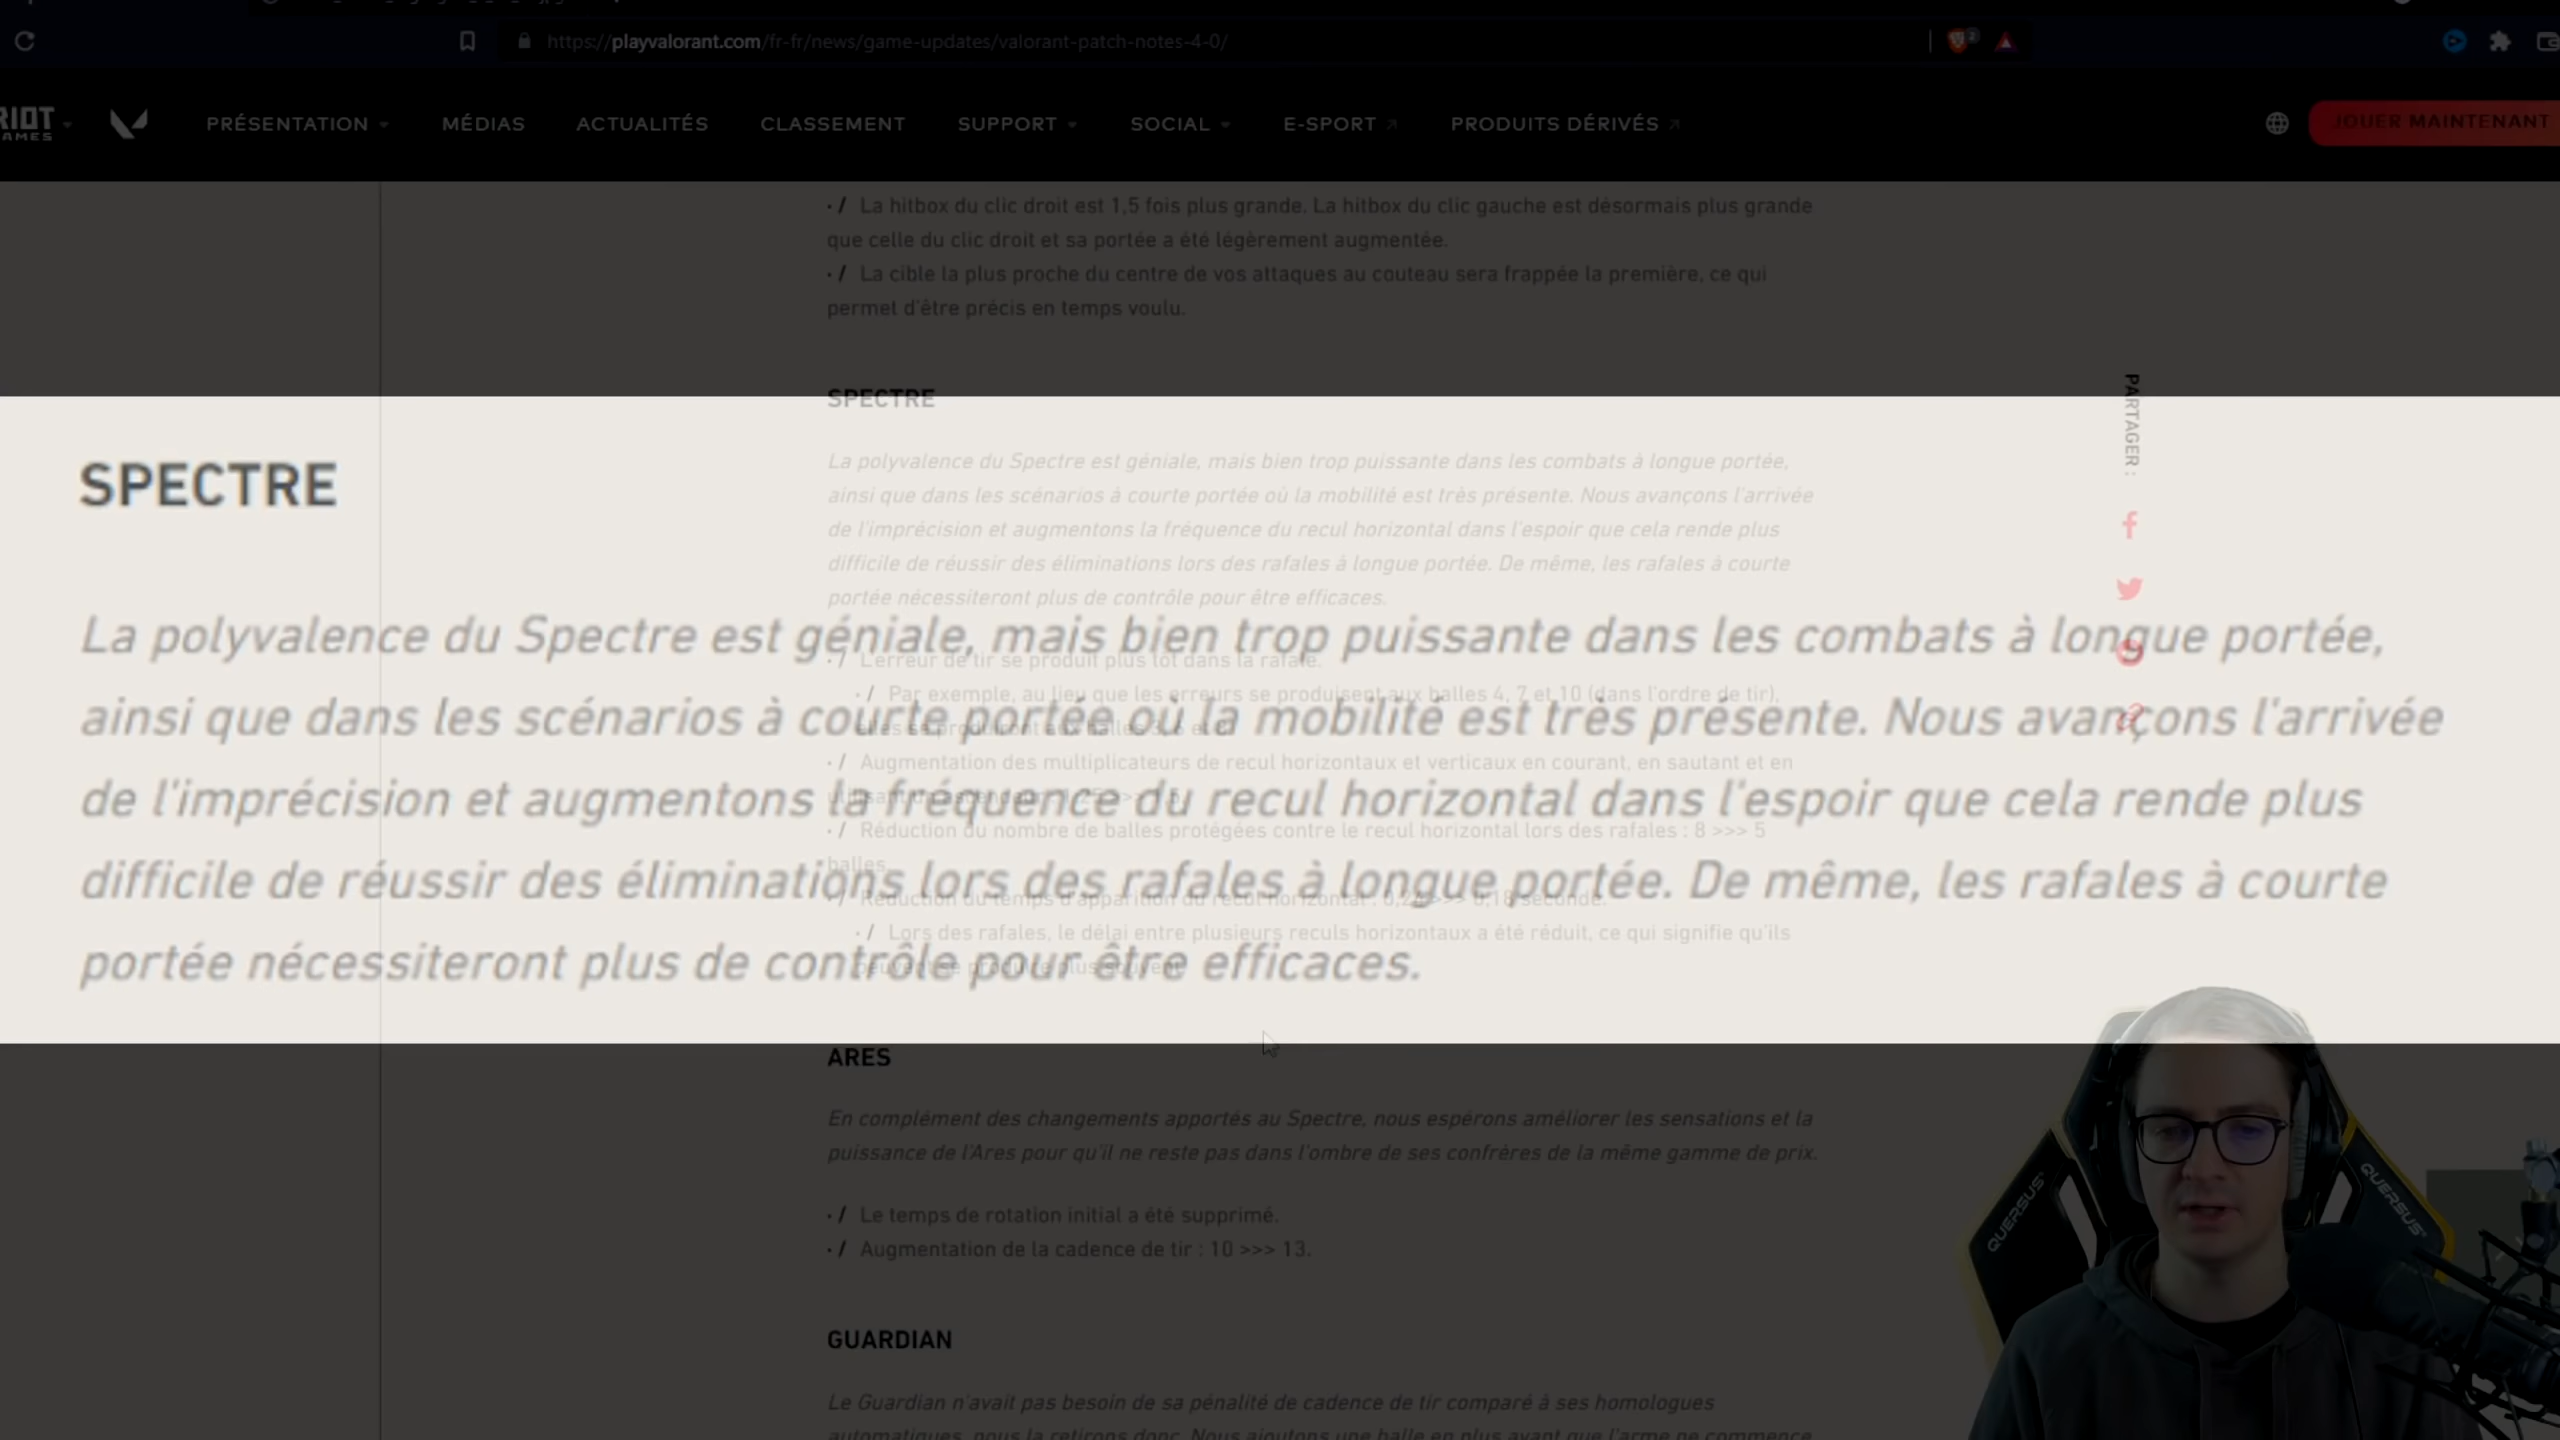 https://playvalorant.com/fr-fr/news/game-updates/valorant-patch-notes-4-0/
2
RIOT GAMES
PRÉSENTATION MÉDIAS ACTUALITÉS CLASSEMENT SUPPORT SOCIAL E-SPORT PRODUITS DÉRIVÉS
JOUER MAINTENANT
· / La hitbox du clic droit est 1,5 fois plus grande. La hitbox du clic gauche est désormais plus grande
que celle du clic droit et sa portée a été légèrement augmentée.
· / La cible la plus proche du centre de vos attaques au couteau sera frappée la première, ce qui
permet d'être précis en temps voulu.
SPECTRE
La polyvalence du Spectre est géniale, mais bien trop puissante dans les combats à longue portée,
ainsi que dans les scénarios à courte portée où la mobilité est très présente. Nous avançons l'arrivée
de l'imprécision et augmentons la fréquence du recul horizontal dans l'espoir que cela rende plus
difficile de réussir des éliminations lors des rafales à longue portée. De même, les rafales à courte
portée nécessiteront plus de contrôle pour être efficaces.
· / L'erreur de tir se produit plus tôt dans la rafale.
· / Par exemple, au lieu que les erreurs se produisent aux balles 4, 7 et 10 (dans l'ordre de tir),
elles se produiront aux balles
· / Augmentation des multiplicateurs de recul horizontaux et verticaux en courant, en sautant et en
· / Réduction du nombre de balles protégées contre le recul horizontal lors des rafales : 8 >>> 5
balles.
· / Réduction du temps d'apparition du recul horizontal : >>> 0,18 seconde.
· / Lors des rafales, le délai entre plusieurs reculs horizontaux a été réduit, ce qui signifie qu'ils
peuvent se produire plus souvent.
PARTAGER :
SPECTRE
La polyvalence du Spectre est géniale, mais bien trop puissante dans les combats à longue portée,
ainsi que dans les scénarios à courte portée où la mobilité est très présente. Nous avançons l'arrivée
de l'imprécision et augmentons la fréquence du recul horizontal dans l'espoir que cela rende plus
difficile de réussir des éliminations lors des rafales à longue portée. De même, les rafales à courte
portée nécessiteront plus de contrôle pour être efficaces.
ARES
En complément des changements apportés au Spectre, nous espérons améliorer les sensations et la
puissance de l'Ares pour qu'il ne reste pas dans l'ombre de ses confrères de la même gamme de prix.
· / Le temps de rotation initial a été supprimé.
· / Augmentation de la cadence de tir : 10 >>> 13.
GUARDIAN
Le Guardian n'avait pas besoin de sa pénalité de cadence de tir comparé à ses homologues
automatiques, nous la retirons donc. Nous ajoutons une balle en plus avant que l'arme ne commence
QUERSUS
QUERSUS